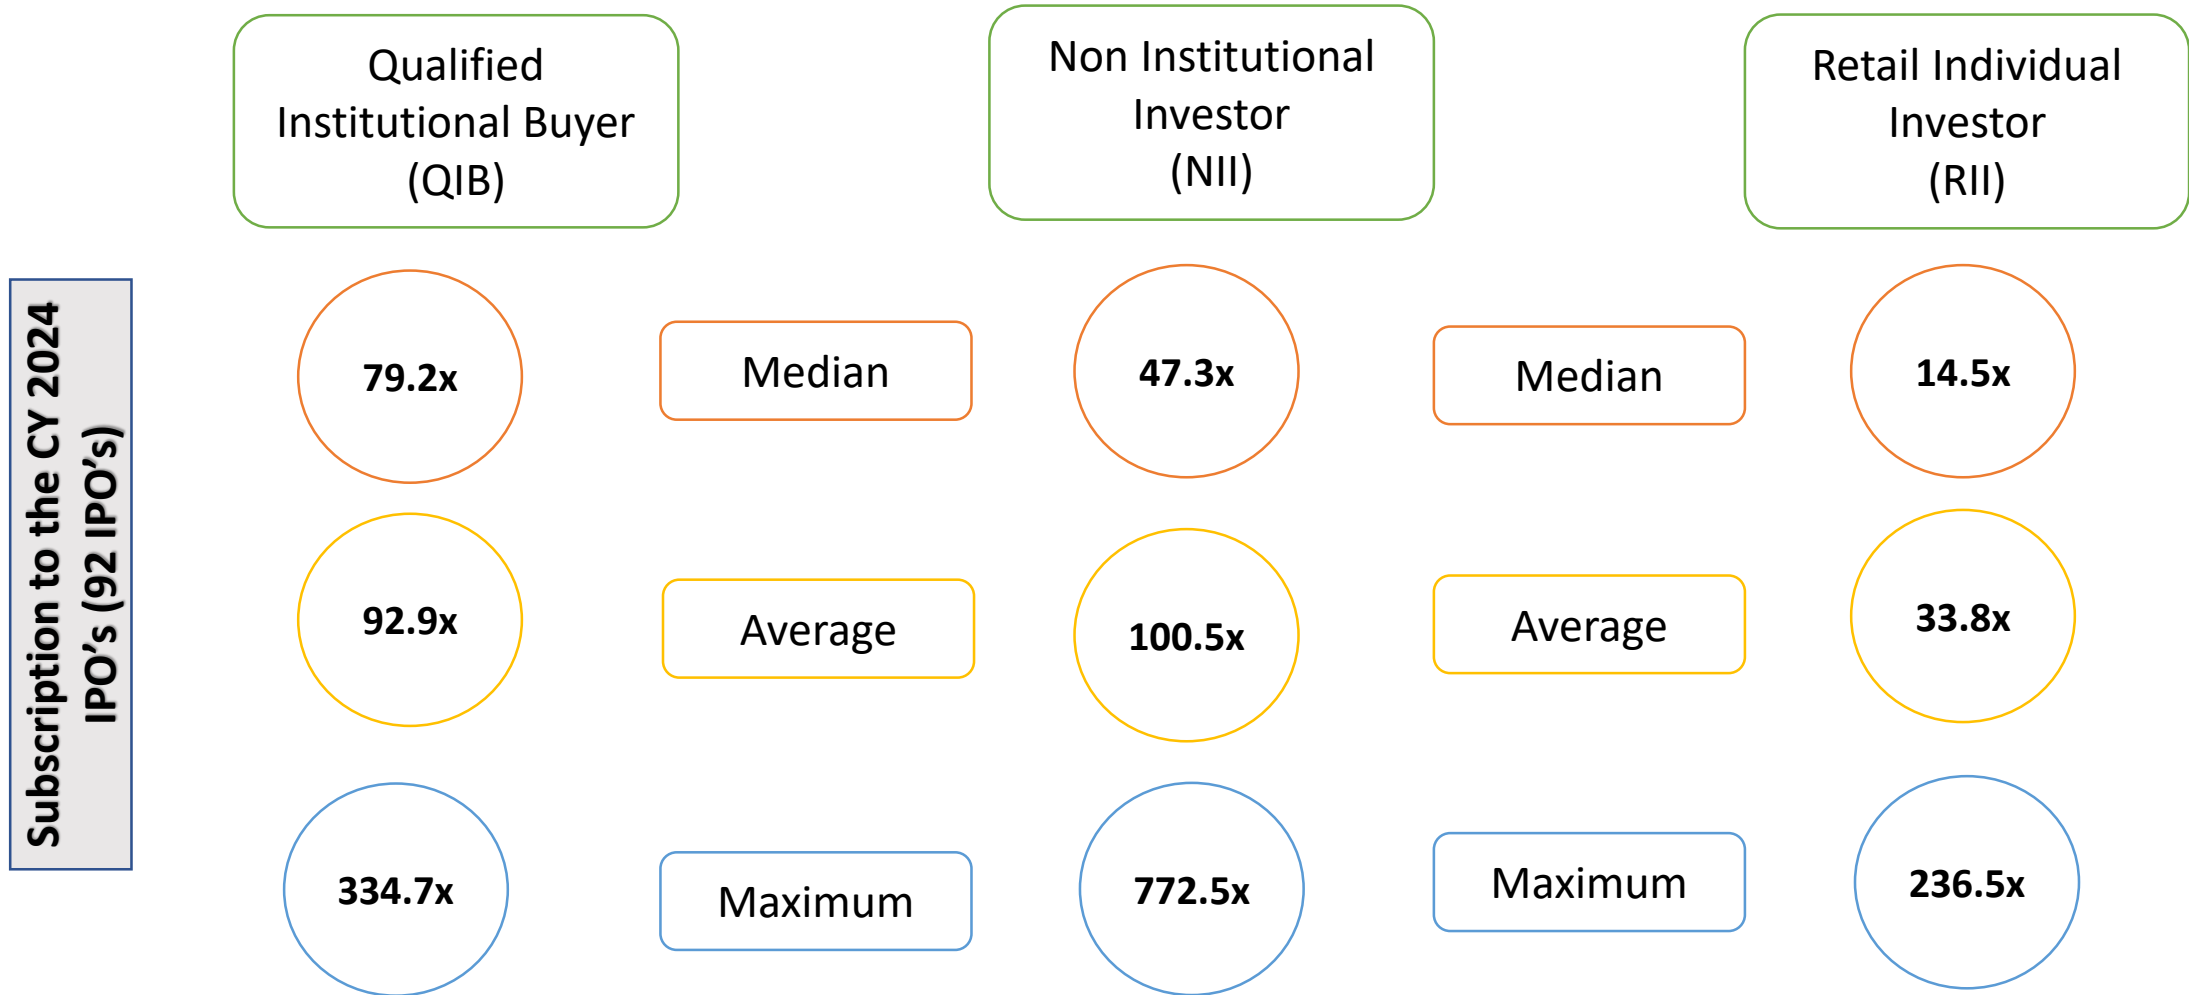 Qualified
Institutional Buyer
(QIB)
Non Institutional
Investor
(NII)
Retail Individual
Investor
(RII)
Subscription to the CY 2024
IPO’s (92 IPO’s)
79.2x
Median
47.3x
Median
14.5x
92.9x
Average
100.5x
Average
33.8x
334.7x
Maximum
772.5x
Maximum
236.5x